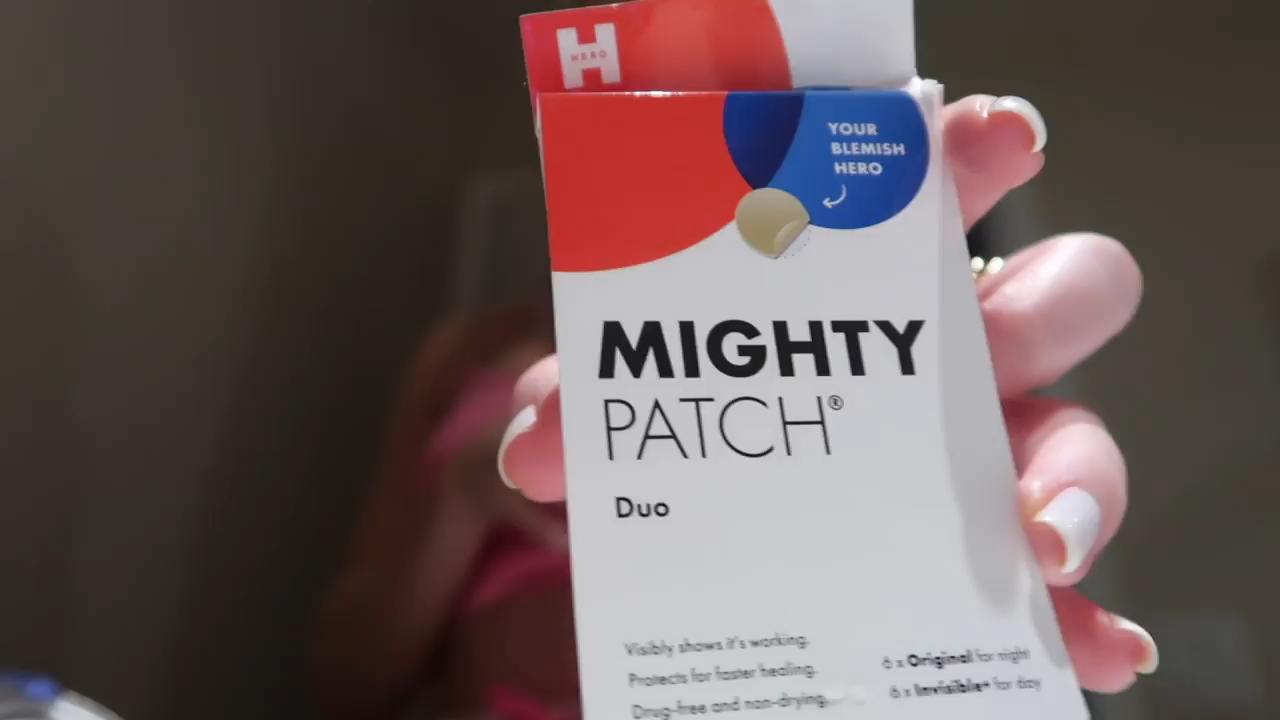 H
HERO
YOUR
BLEMISH
HERO
MIGHTY
PATCH®
Duo
Visibly shows it's working.
Protects for faster healing.
Drug-free and non-drying.
6 x Original for night
6 x Invisible+ for day